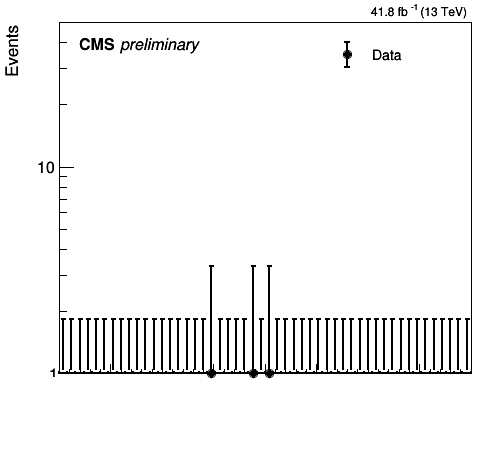 41.8 fb⁻¹ (13 TeV)
Events
CMS preliminary
Data
10
1